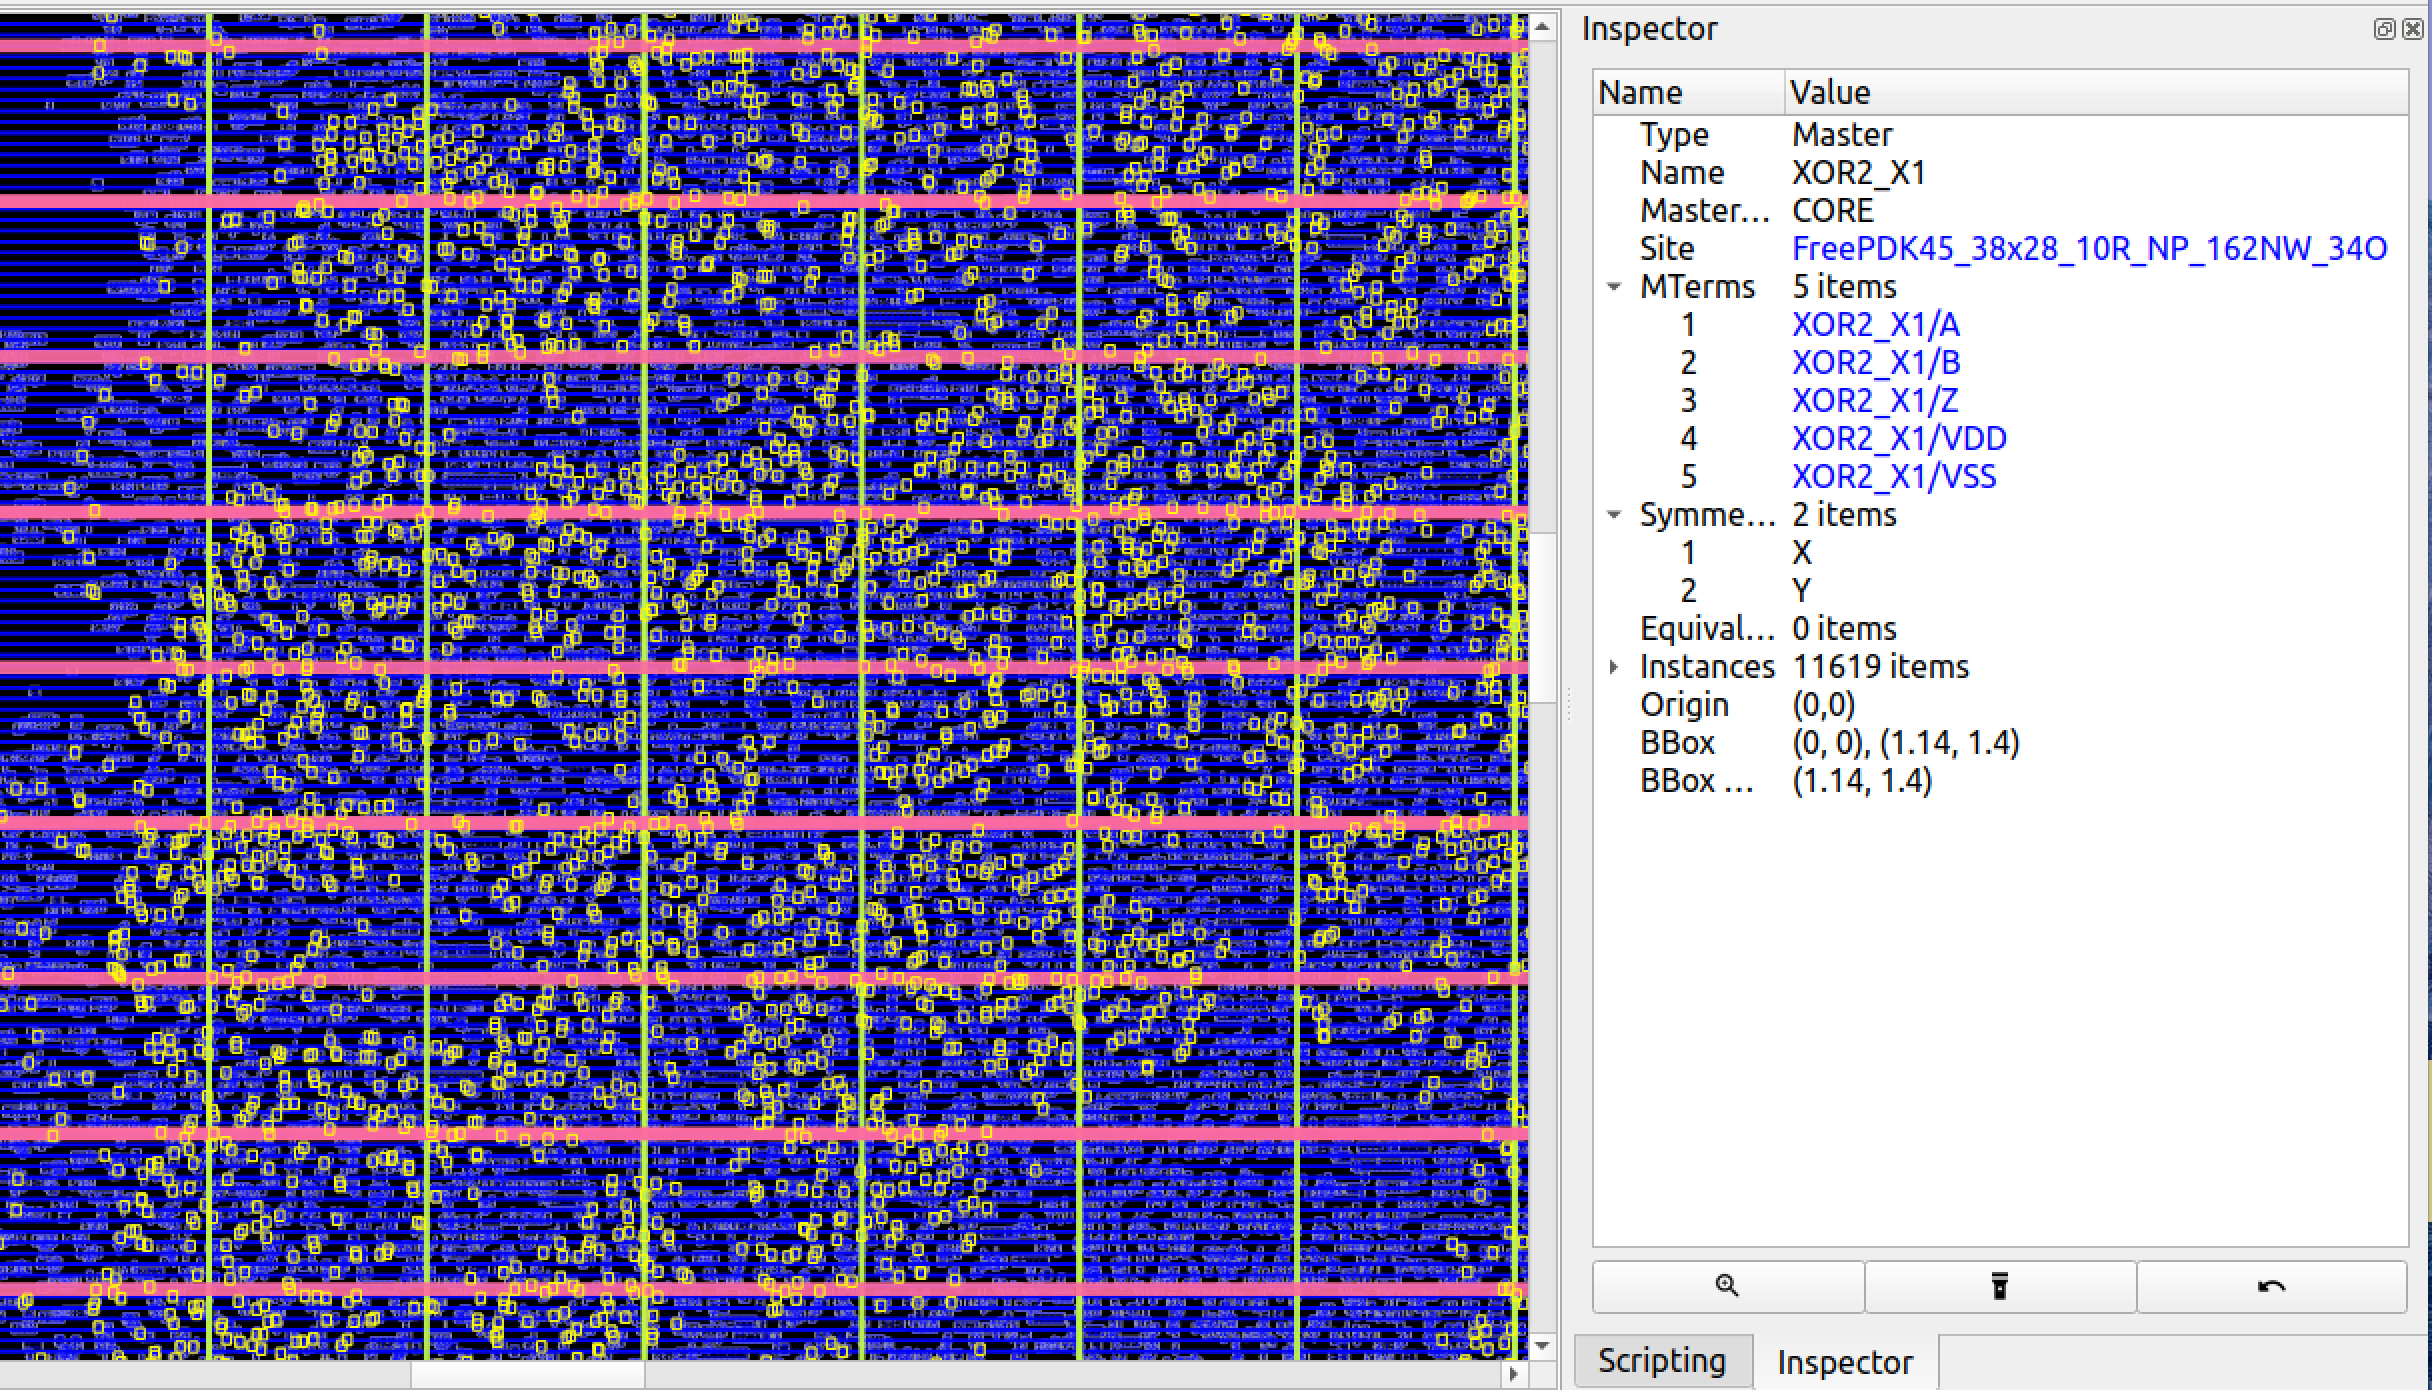 Inspector
Name Value
Type Master
Name XOR2_X1
Master... CORE
Site FreePDK45_38x28_10R_NP_162NW_34O
MTerms 5 items
1 XOR2_X1/A
2 XOR2_X1/B
3 XOR2_X1/Z
4 XOR2_X1/VDD
5 XOR2_X1/VSS
Symme... 2 items
1 X
2 Y
Equival... 0 items
Instances 11619 items
Origin (0,0)
BBox (0, 0), (1.14, 1.4)
BBox ... (1.14, 1.4)
Scripting Inspector